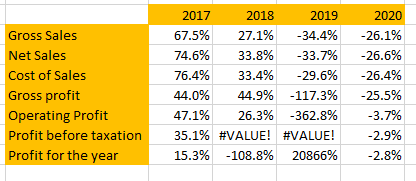 2017 2018 2019 2020
Gross Sales 67.5% 27.1% -34.4% -26.1%
Net Sales 74.6% 33.8% -33.7% -26.6%
Cost of Sales 76.4% 33.4% -29.6% -26.4%
Gross profit 44.0% 44.9% -117.3% -25.5%
Operating Profit 47.1% 26.3% -362.8% -3.7%
Profit before taxation 35.1% #VALUE! #VALUE! -2.9%
Profit for the year 15.3% -108.8% 20866% -2.8%